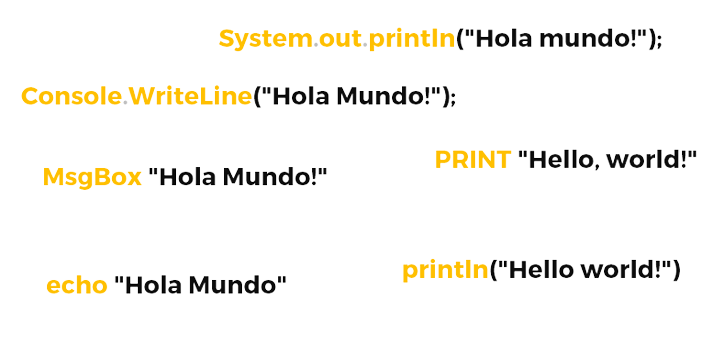 System.out.println("Hola mundo!");
Console.WriteLine("Hola Mundo!");
PRINT "Hello, world!"
MsgBox "Hola Mundo!"
println("Hello world!")
echo "Hola Mundo"